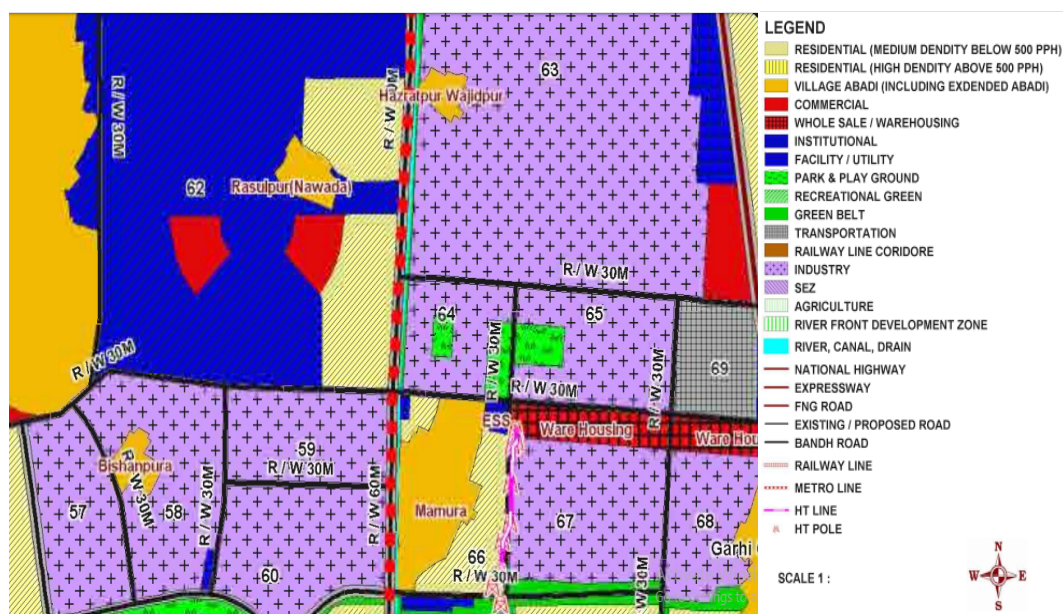 63
R / W 30M
Hazratpur Wajidpur
62
Rasulpur(Nawada)
R / W 30M
64
65
R / W 30M
R / W 30M
69
R / W 30M
R / W 30M
ESS
Ware Housing
59
R / W 30M
Bishanpura
R / W 30M
R / W 30M
R / W 60M
57
58
Mamura
67
68
66
60
R / W 30M
LEGEND
RESIDENTIAL (MEDIUM DENDITY BELOW 500 PPH)
RESIDENTIAL (HIGH DENDITY ABOVE 500 PPH)
VILLAGE ABADI (INCLUDING EXDENDED ABADI)
COMMERCIAL
WHOLE SALE / WAREHOUSING
INSTITUTIONAL
FACILITY / UTILITY
PARK & PLAY GROUND
RECREATIONAL GREEN
GREEN BELT
TRANSPORTATION
RAILWAY LINE CORIDORE
INDUSTRY
SEZ
AGRICULTURE
RIVER FRONT DEVELOPMENT ZONE
RIVER, CANAL, DRAIN
NATIONAL HIGHWAY
EXPRESSWAY
FNG ROAD
EXISTING / PROPOSED ROAD
BANDH ROAD
RAILWAY LINE
METRO LINE
HT LINE
HT POLE
SCALE 1 :
N
W E
S